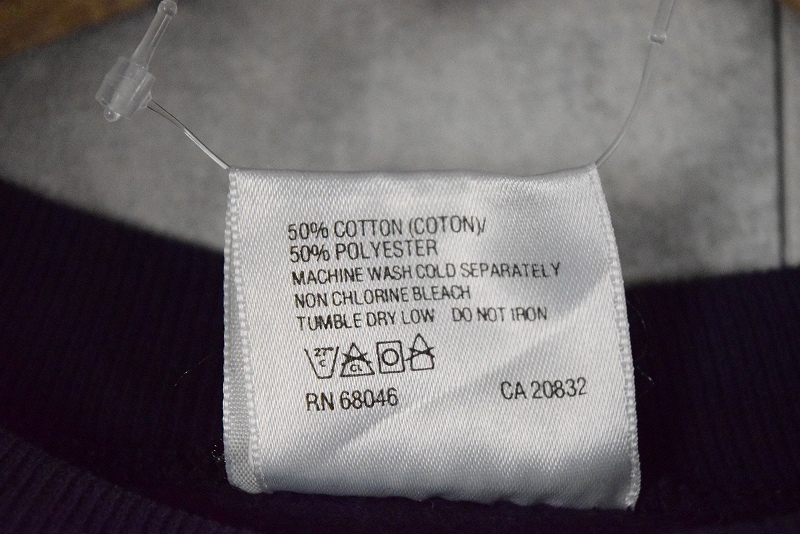 50% COTTON (COTON)/
50% POLYESTER
MACHINE WASH COLD SEPARATELY
NON CHLORINE BLEACH
TUMBLE DRY LOW DO NOT IRON
27° C CL
RN 68046 CA 20832